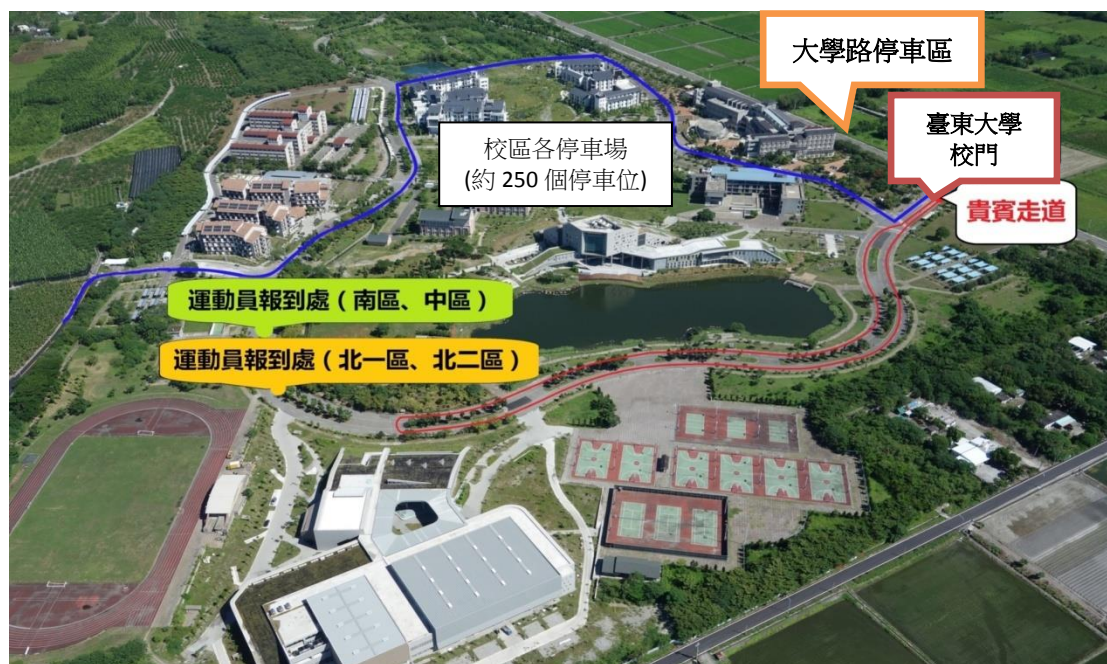 大學路停車區
臺東大學
校門
貴賓走道
校區各停車場
(約 250 個停車位)
運動員報到處（南區、中區）
運動員報到處（北一區、北二區）